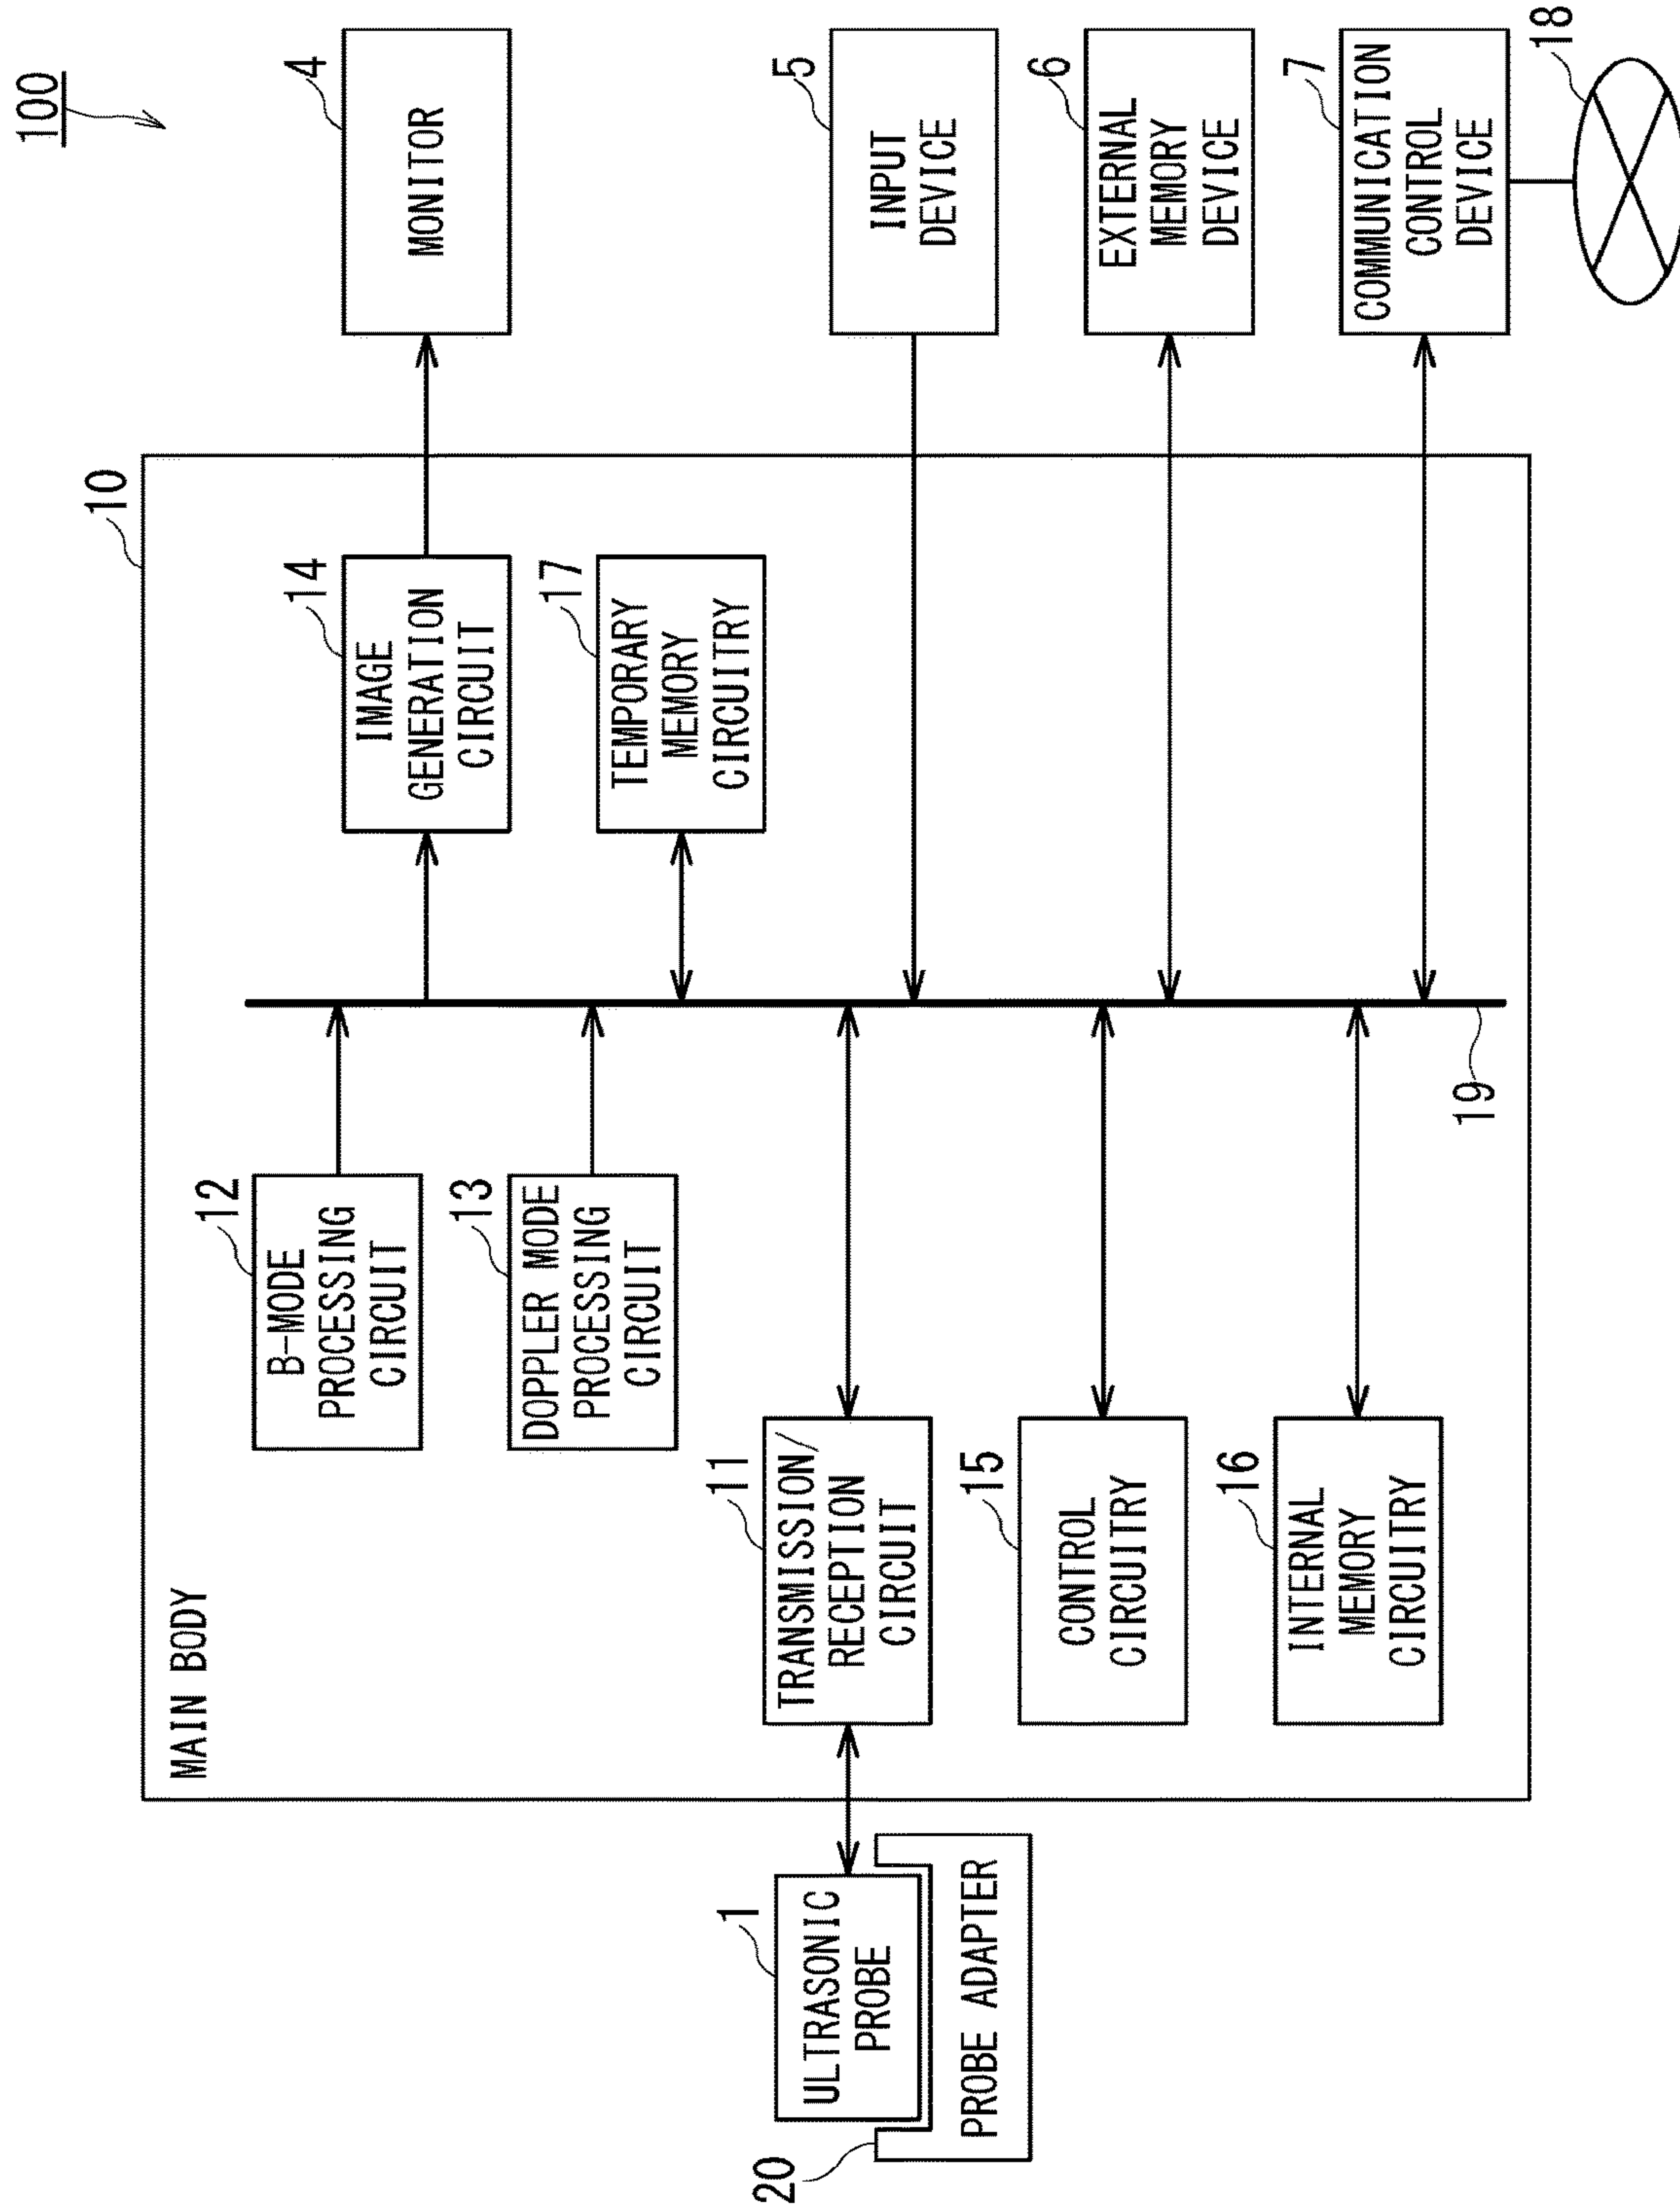 100
10
MAIN BODY
12
B-MODE
PROCESSING
CIRCUIT
14
IMAGE
GENERATION
CIRCUIT
4
MONITOR
13
DOPPLER MODE
PROCESSING
CIRCUIT
17
TEMPORARY
MEMORY
CIRCUITRY
1
ULTRASONIC
PROBE
20
PROBE ADAPTER
11
TRANSMISSION/
RECEPTION
CIRCUIT
5
INPUT
DEVICE
15
CONTROL
CIRCUITRY
6
EXTERNAL
MEMORY
DEVICE
16
INTERNAL
MEMORY
CIRCUITRY
19
7
COMMUNICATION
CONTROL
DEVICE
18